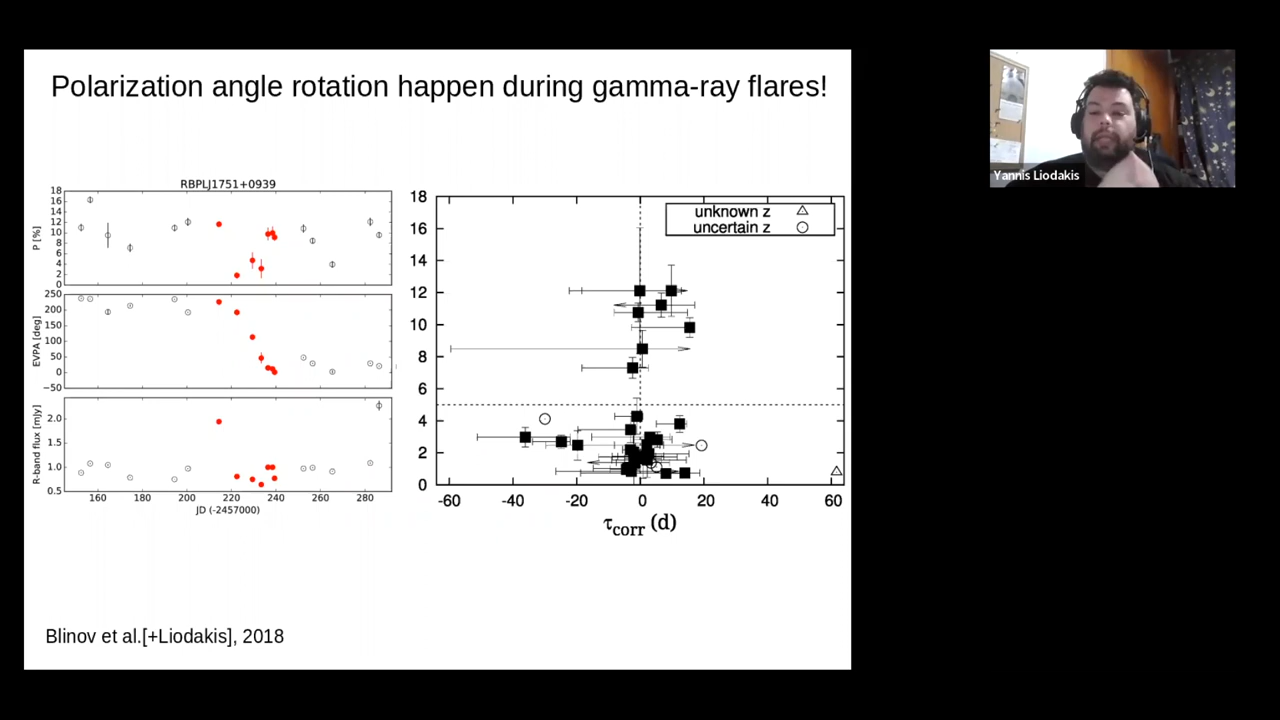 Polarization angle rotation happen during gamma-ray flares!
RBPLJ1751+0939
P [%]
18
16
14
12
10
8
6
4
2
0
EVPA [deg]
250
200
150
100
50
0
−50
R-band flux [mJy]
2.0
1.5
1.0
0.5
160 180 200 220 240 260 280
JD (-2457000)
18
16
14
12
10
8
6
4
2
0
unknown z
uncertain z
-60 -40 -20 0 20 40 60
τcorr (d)
Blinov et al.[+Liodakis], 2018
Yannis Liodakis